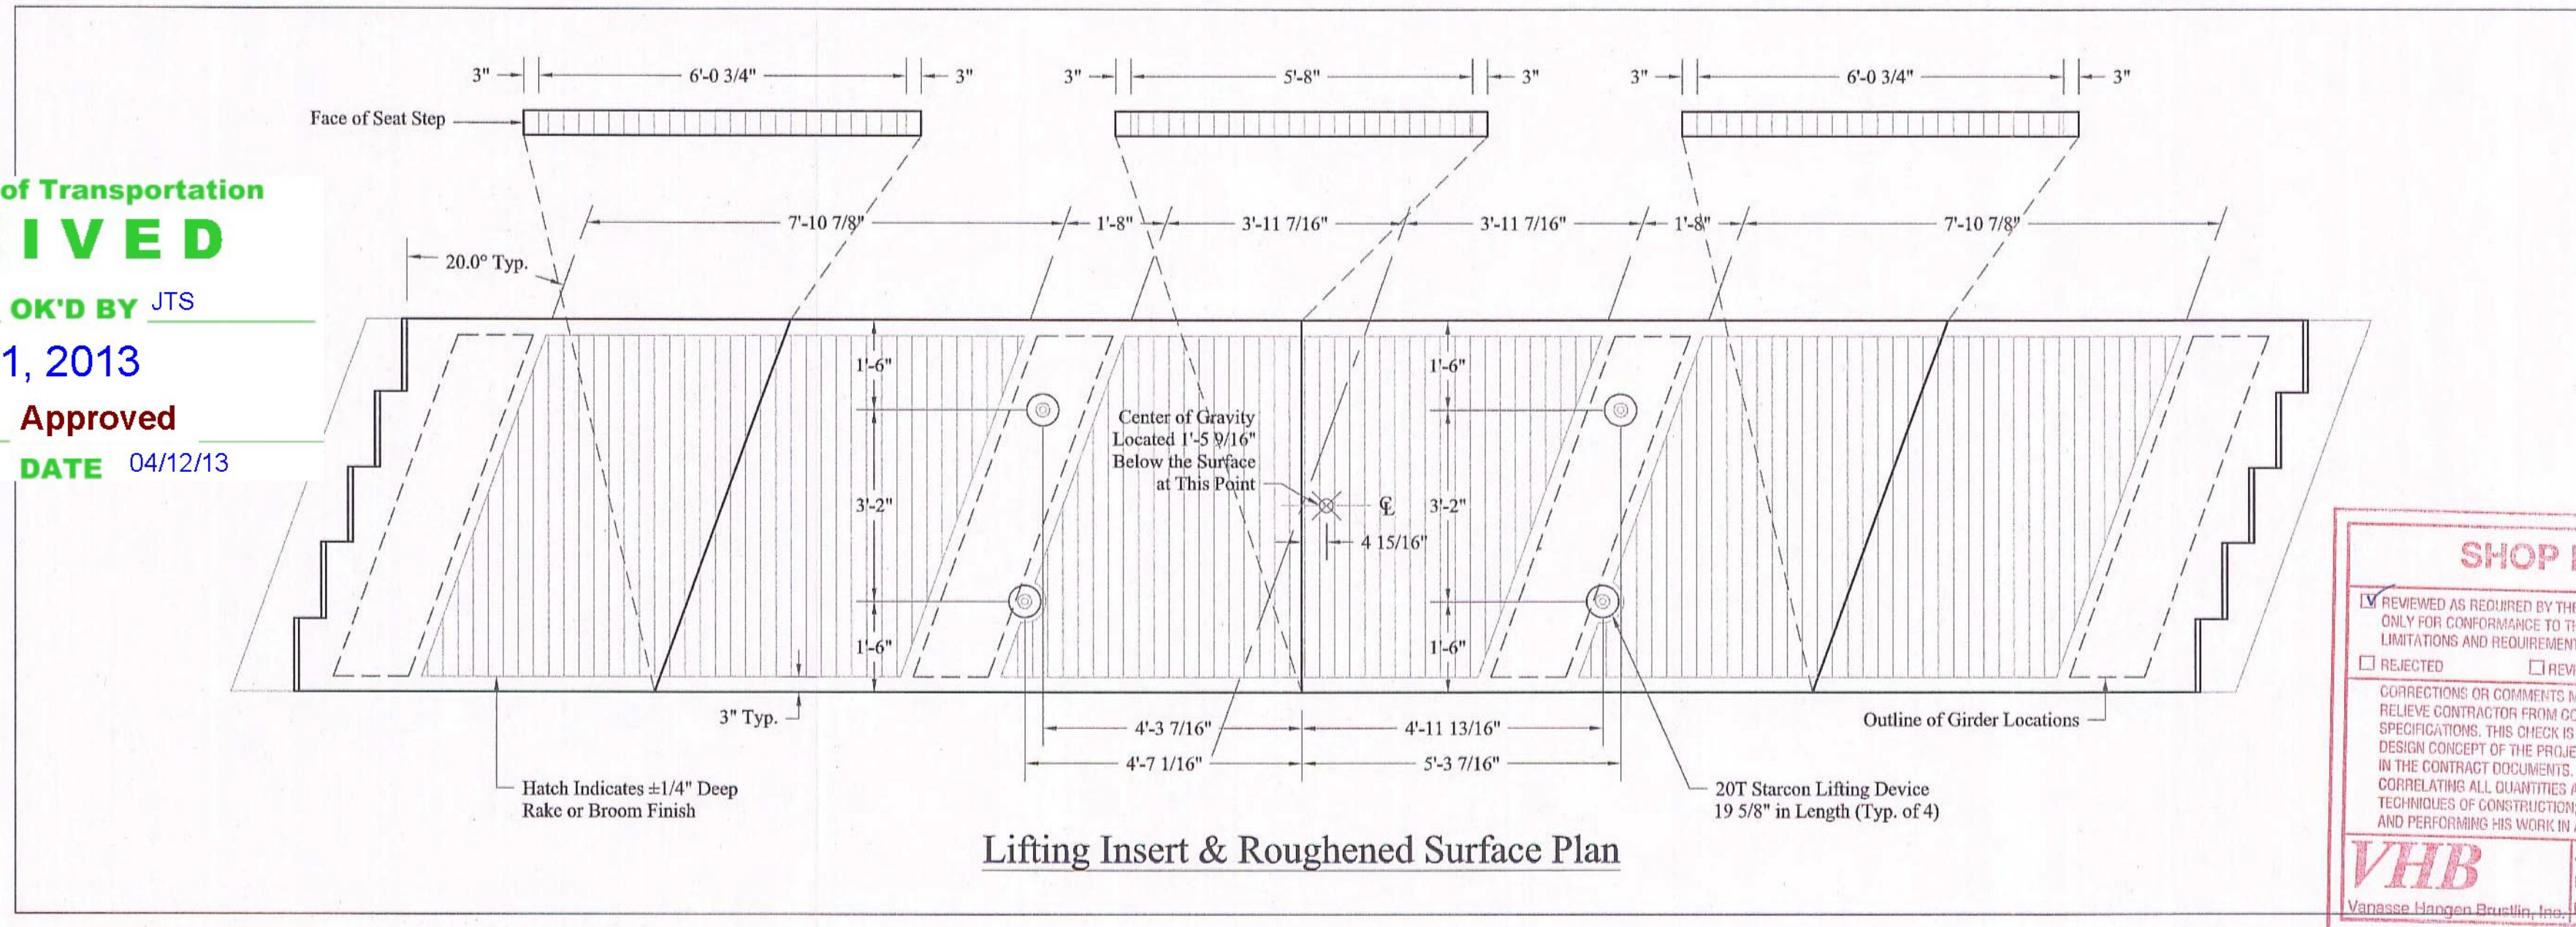 3"
6'-0 3/4"
3"
3"
5'-8"
3"
3"
6'-0 3/4"
3"
Face of Seat Step
of Transportation
IVED
OK'D BY JTS
1, 2013
Approved
DATE 04/12/13
7'-10 7/8"
1'-8"
3'-11 7/16"
3'-11 7/16"
1'-8"
7'-10 7/8"
20.0° Typ.
1'-6"
3'-2"
1'-6"
Center of Gravity
Located 1'-5 9/16"
Below the Surface
at This Point
℄
4 15/16"
1'-6"
3'-2"
1'-6"
3" Typ.
4'-3 7/16"
4'-11 13/16"
4'-7 1/16"
5'-3 7/16"
Outline of Girder Locations
Hatch Indicates ±1/4" Deep
Rake or Broom Finish
20T Starcon Lifting Device
19 5/8" in Length (Typ. of 4)
Lifting Insert & Roughened Surface Plan
SHOP
REVIEWED AS REQUIRED BY THE
ONLY FOR CONFORMANCE TO
LIMITATIONS AND REQUIREMEN
REJECTED
REV
CORRECTIONS OR COMMENTS
RELIEVE CONTRACTOR FROM
SPECIFICATIONS. THIS CHECK IS
DESIGN CONCEPT OF THE PROJE
IN THE CONTRACT DOCUMENTS.
CORRELATING ALL QUANTITIES
TECHNIQUES OF CONSTRUCTION
AND PERFORMING HIS WORK IN
VHB
Vanasse Hangen Brustlin, Inc.